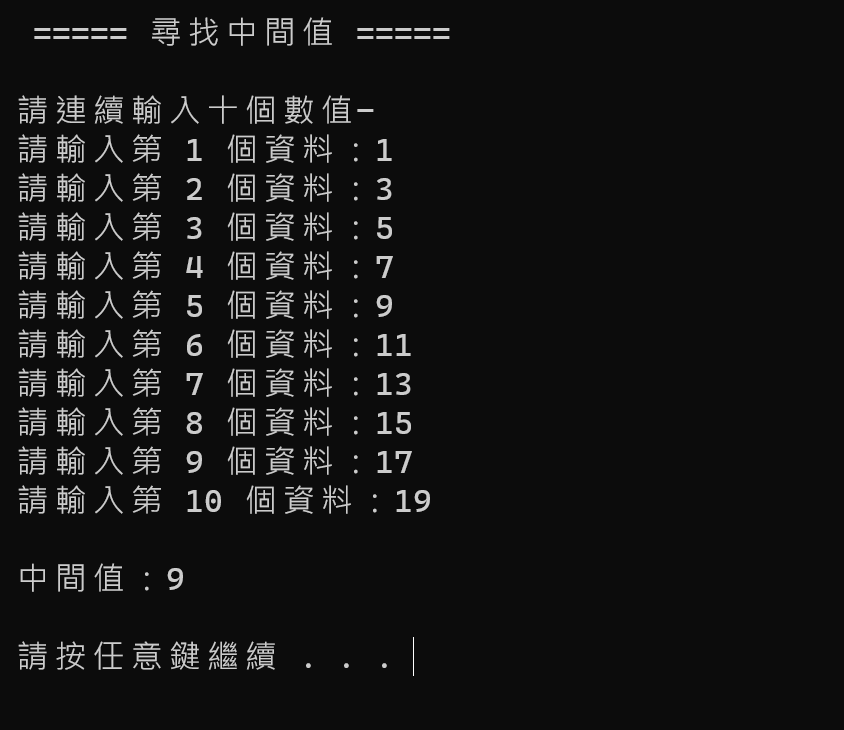 ===== 尋找中間值 =====
請連續輸入十個數值-
請輸入第 1 個資料：1
請輸入第 2 個資料：3
請輸入第 3 個資料：5
請輸入第 4 個資料：7
請輸入第 5 個資料：9
請輸入第 6 個資料：11
請輸入第 7 個資料：13
請輸入第 8 個資料：15
請輸入第 9 個資料：17
請輸入第 10 個資料：19
中間值：9
請按任意鍵繼續 . . .